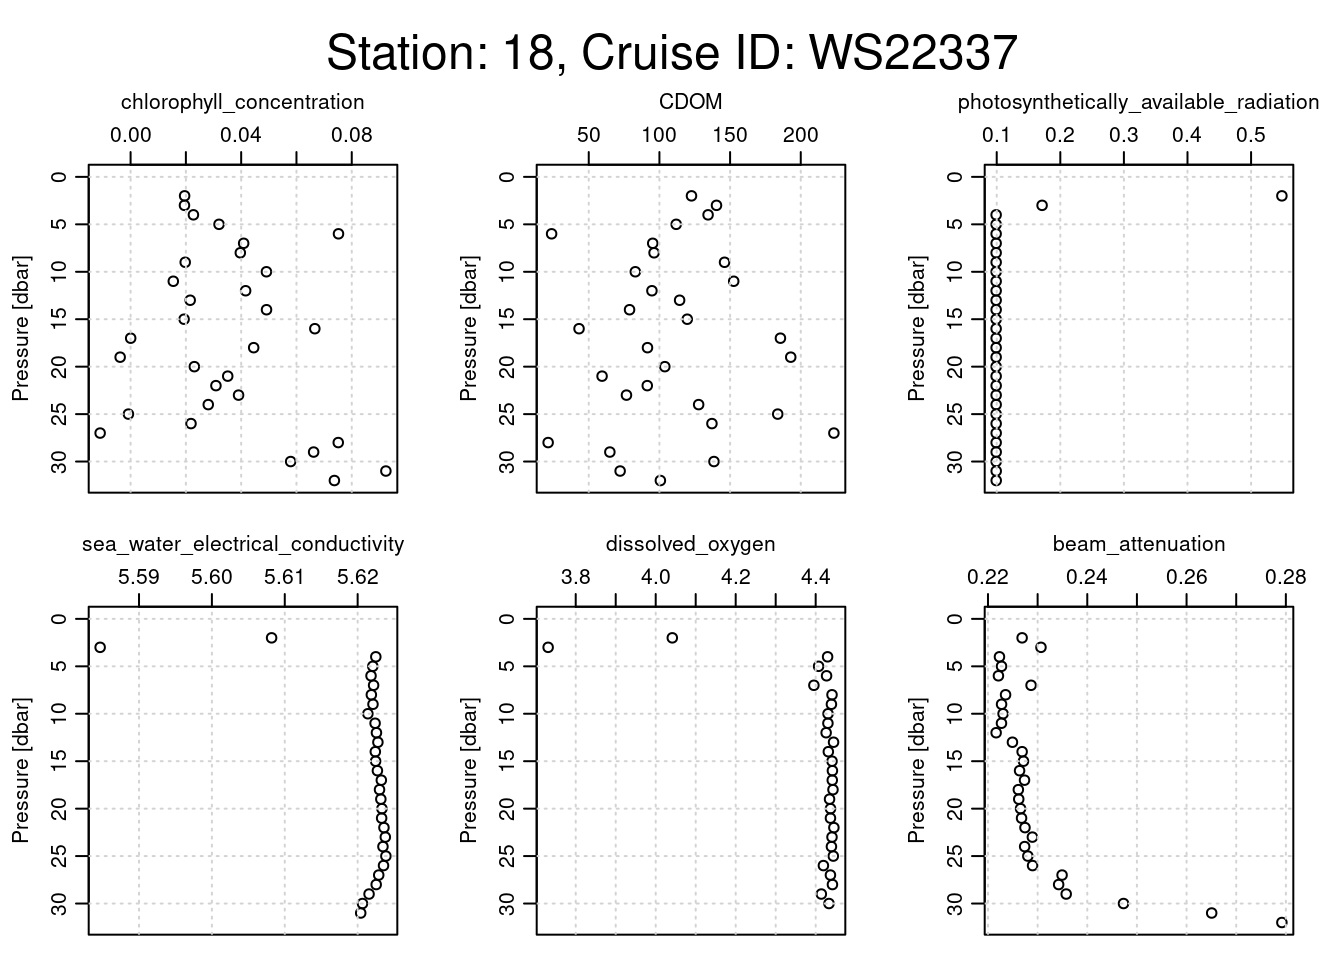 Station: 18, Cruise ID: WS22337
chlorophyll_concentration
0.00 0.04 0.08
Pressure [dbar]
0 5 10 15 20 25 30
CDOM
50 100 150 200
Pressure [dbar]
0 5 10 15 20 25 30
photosynthetically_available_radiation
0.1 0.2 0.3 0.4 0.5
Pressure [dbar]
0 5 10 15 20 25 30
sea_water_electrical_conductivity
5.59 5.60 5.61 5.62
Pressure [dbar]
0 5 10 15 20 25 30
dissolved_oxygen
3.8 4.0 4.2 4.4
Pressure [dbar]
0 5 10 15 20 25 30
beam_attenuation
0.22 0.24 0.26 0.28
Pressure [dbar]
0 5 10 15 20 25 30